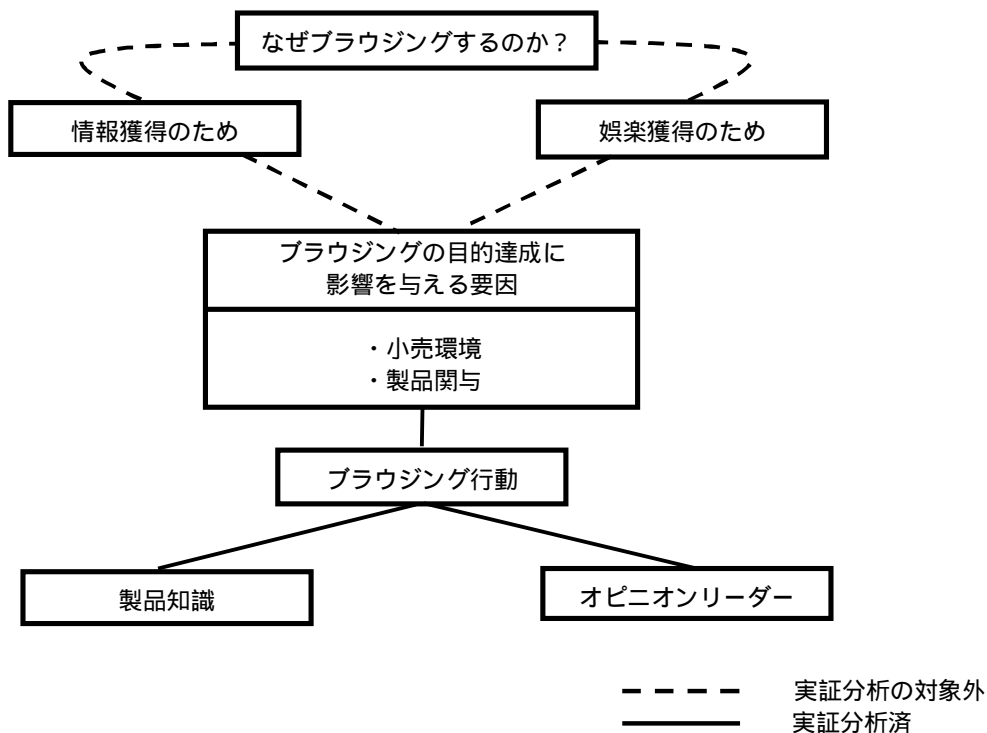 なぜブラウジングするのか？
情報獲得のため
娯楽獲得のため
ブラウジングの目的達成に
影響を与える要因
・小売環境
・製品関与
ブラウジング行動
製品知識
オピニオンリーダー
実証分析の対象外
実証分析済